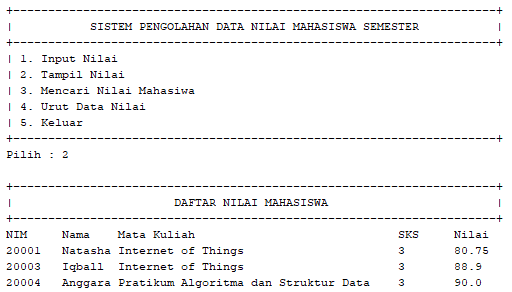 +----------------------------------------------------------------------+
|           SISTEM PENGOLAHAN DATA NILAI MAHASISWA SEMESTER            |
+----------------------------------------------------------------------+
| 1. Input Nilai
| 2. Tampil Nilai
| 3. Mencari Nilai Mahasiwa
| 4. Urut Data Nilai
| 5. Keluar
+----------------------------------------------------------------------+
Pilih : 2
+----------------------------------------------------------------------+
|                       DAFTAR NILAI MAHASISWA                         |
+----------------------------------------------------------------------+
NIM     Nama    Mata Kuliah                             SKS     Nilai
20001   Natasha Internet of Things                      3       80.75
20003   Iqball  Internet of Things                      3       88.9
20004   Anggara Pratikum Algoritma dan Struktur Data    3       90.0